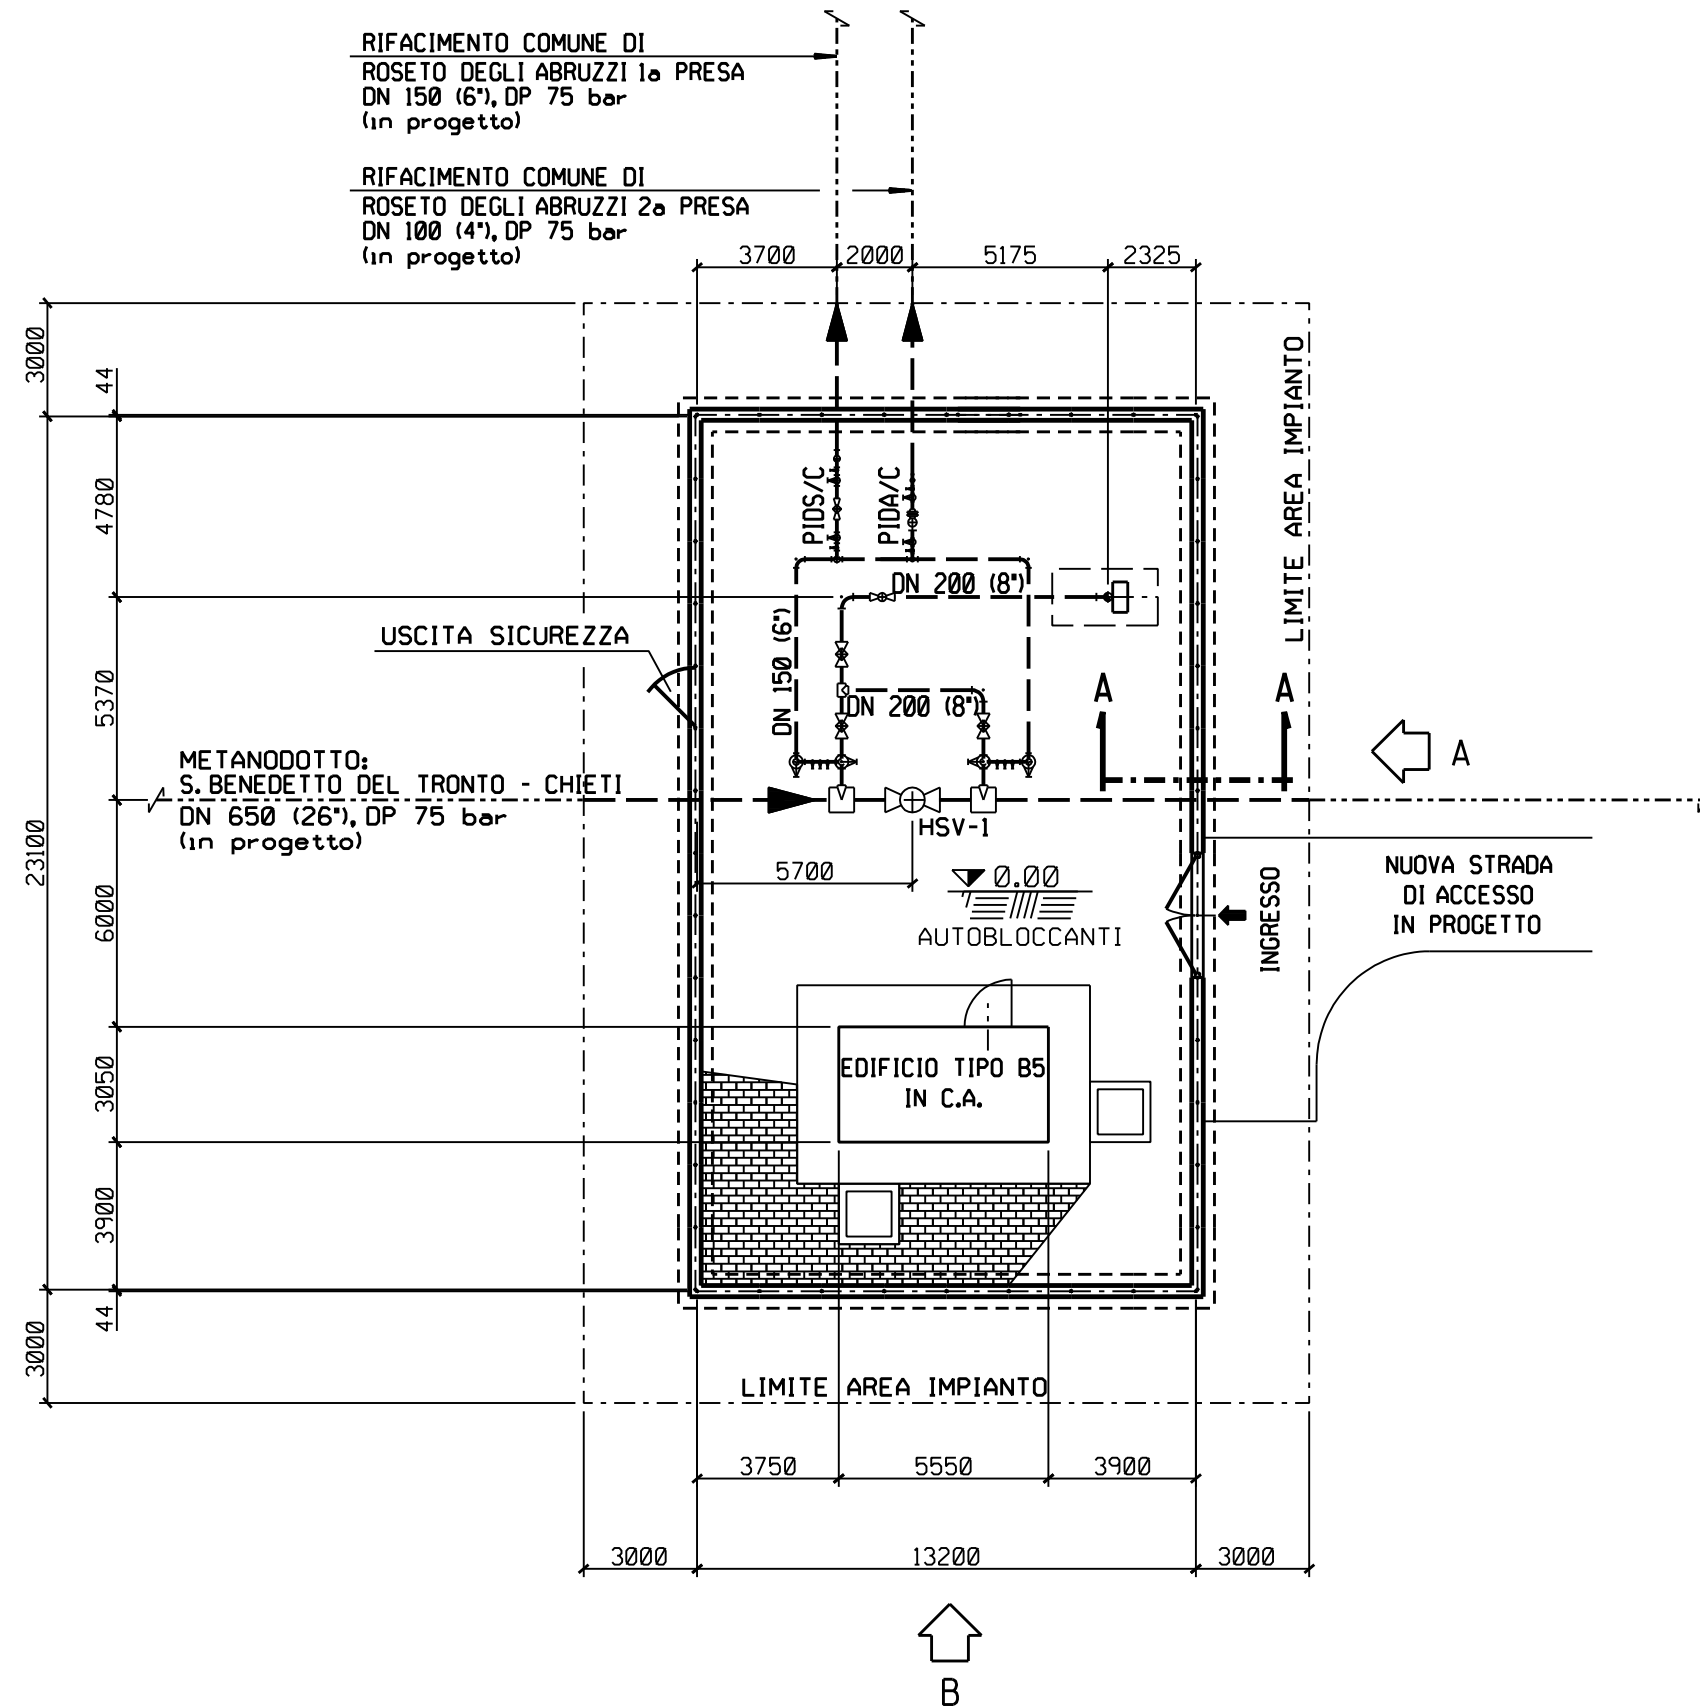 RIFACIMENTO COMUNE DI
ROSETO DEGLI ABRUZZI 1a PRESA
DN 150 (6"), DP 75 bar
(in progetto)
RIFACIMENTO COMUNE DI
ROSETO DEGLI ABRUZZI 2a PRESA
DN 100 (4"), DP 75 bar
(in progetto)
3700
2000
5175
2325
3000
44
LIMITE AREA IMPIANTO
4780
PIDS/C
PIDA/C
DN 200 (8")
USCITA SICUREZZA
DN 150 (6")
5370
DN 200 (8")
A
A
A
METANODOTTO:
S. BENEDETTO DEL TRONTO - CHIETI
DN 650 (26"), DP 75 bar
(in progetto)
HSV-1
23100
5700
0.00
AUTOBLOCCANTI
INGRESSO
NUOVA STRADA
DI ACCESSO
IN PROGETTO
6000
3050
EDIFICIO TIPO B5
IN C.A.
3900
44
3000
LIMITE AREA IMPIANTO
3750
5550
3900
3000
13200
3000
B